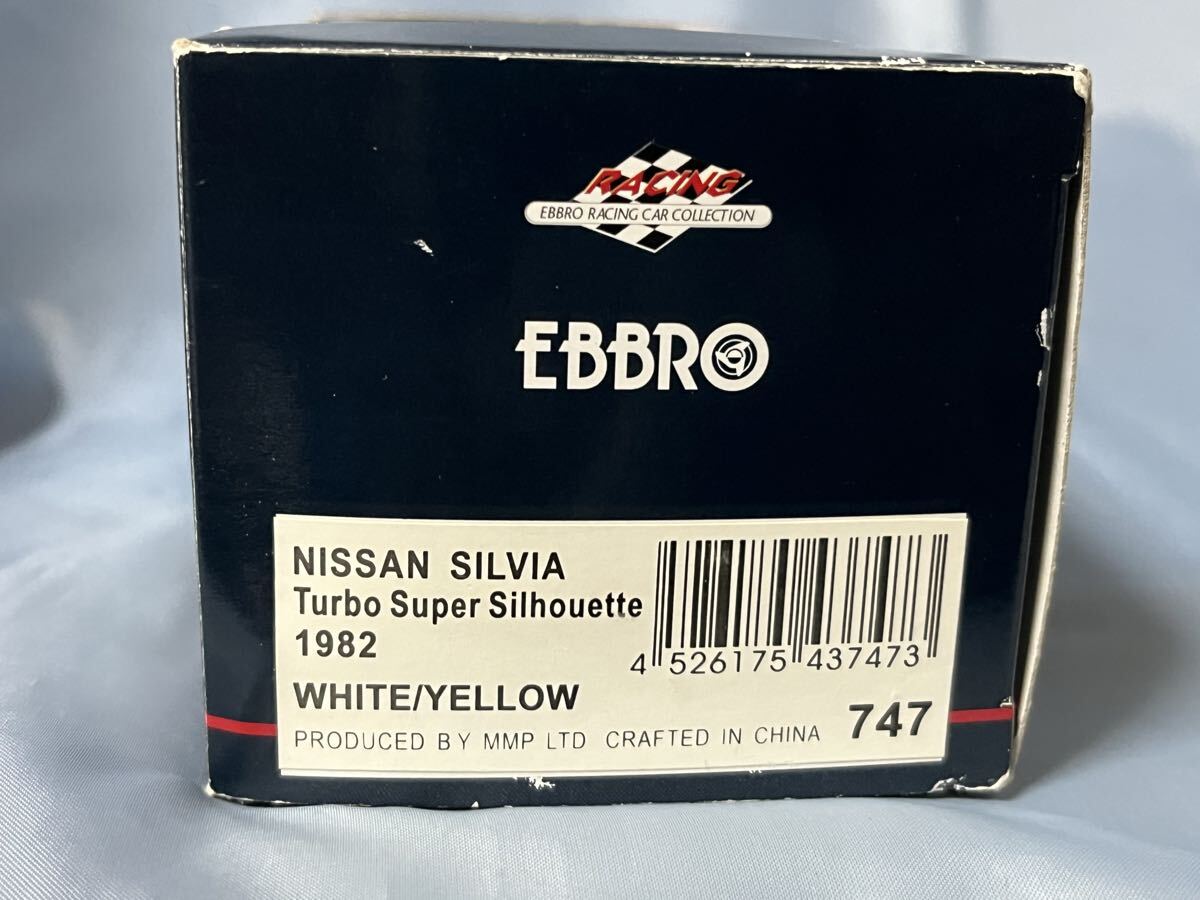 RACING
EBBRO RACING CAR COLLECTION
EBBRO
NISSAN SILVIA
Turbo Super Silhouette
1982
4 526175 437473
WHITE/YELLOW
747
PRODUCED BY MMP LTD CRAFTED IN CHINA